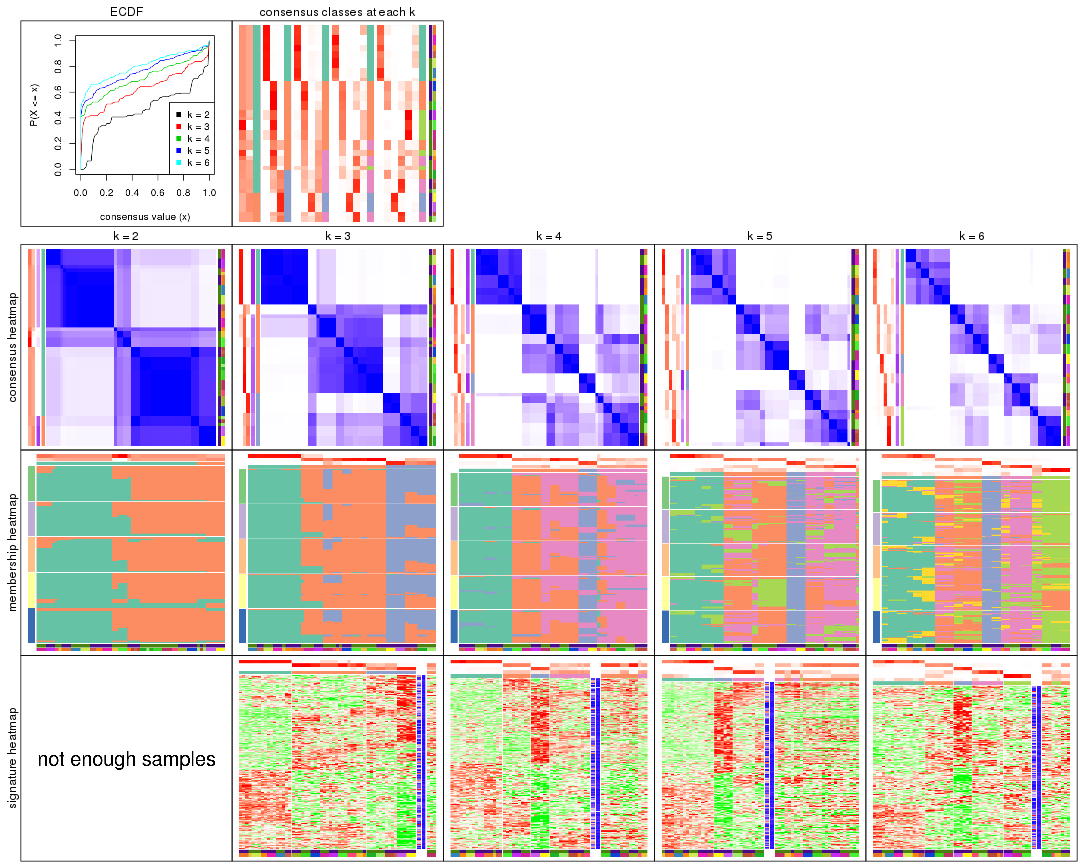 ECDF
consensus classes at each k
P(X <= x)
1.0
0.8
0.6
0.4
0.2
0.0
k = 2
k = 3
k = 4
k = 5
k = 6
0.0 0.2 0.4 0.6 0.8 1.0
consensus value (x)
k = 2
k = 3
k = 4
k = 5
k = 6
consensus heatmap
membership heatmap
signature heatmap
not enough samples